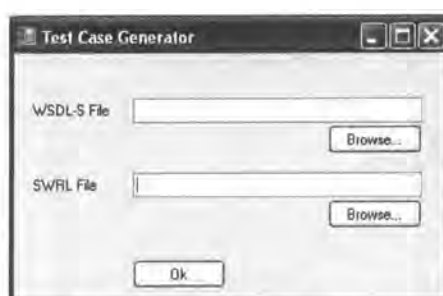 Test Case Generator
WSDL-S File
Browse...
SWRL File
Browse...
Ok